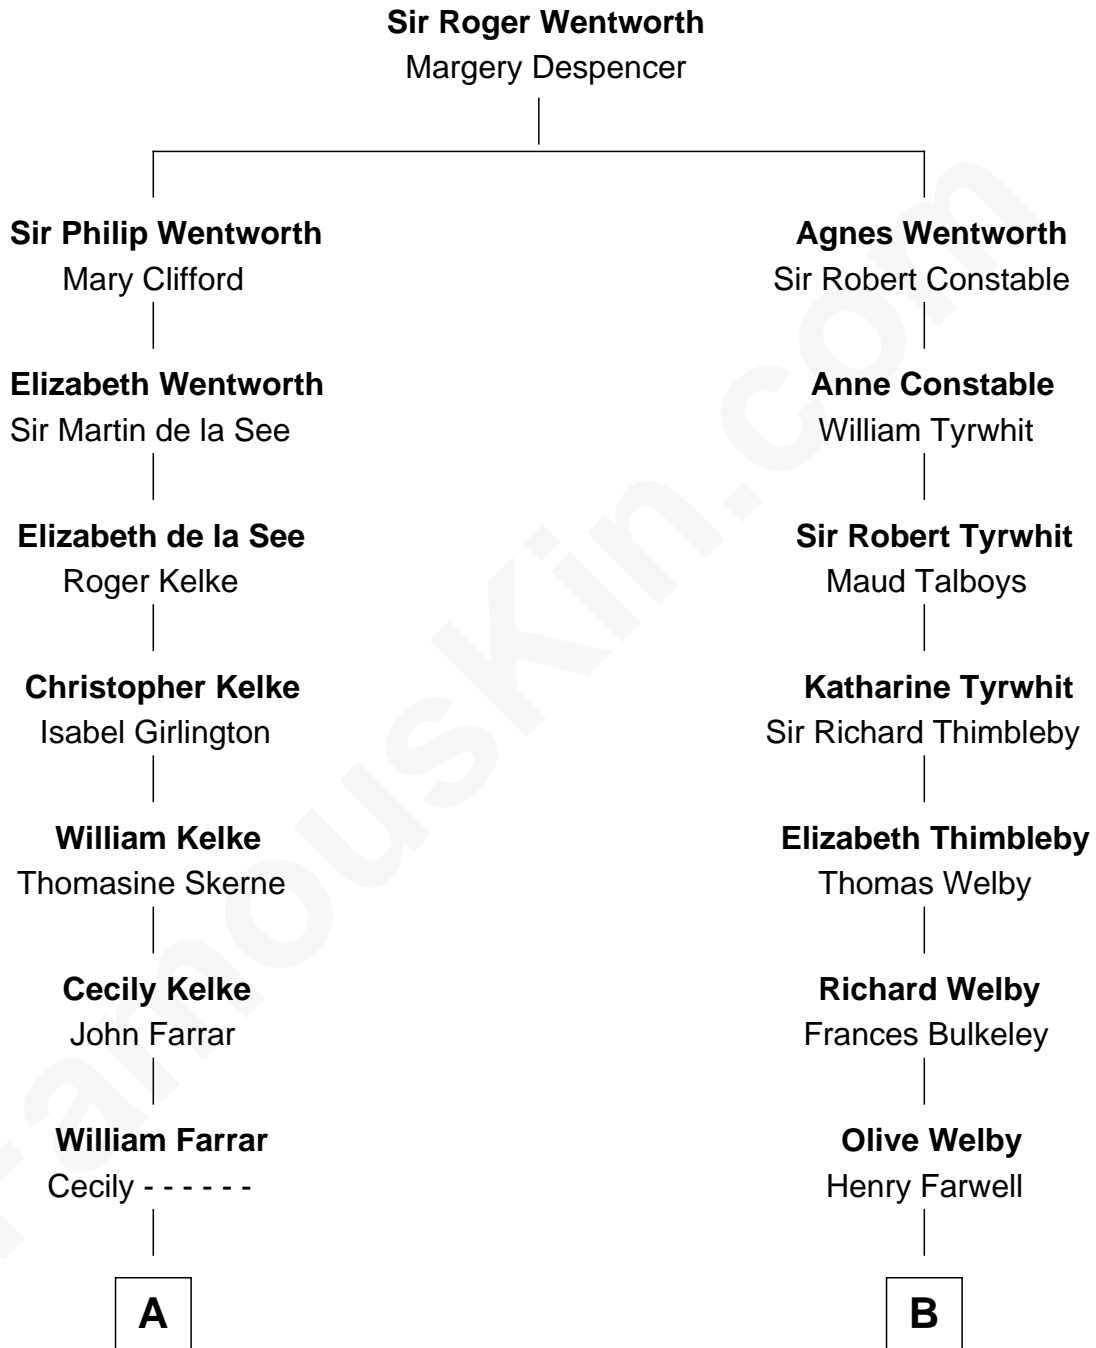 Sir Roger Wentworth
Margery Despencer
Sir Philip Wentworth
Mary Clifford
Agnes Wentworth
Sir Robert Constable
Elizabeth Wentworth
Sir Martin de la See
Anne Constable
William Tyrwhit
Elizabeth de la See
Roger Kelke
Sir Robert Tyrwhit
Maud Talboys
Christopher Kelke
Isabel Girlington
Katharine Tyrwhit
Sir Richard Thimbleby
William Kelke
Thomasine Skerne
Elizabeth Thimbleby
Thomas Welby
Cecily Kelke
John Farrar
Richard Welby
Frances Bulkeley
William Farrar
Cecily - - - - - -
Olive Welby
Henry Farwell
A
B
FamousKin.com